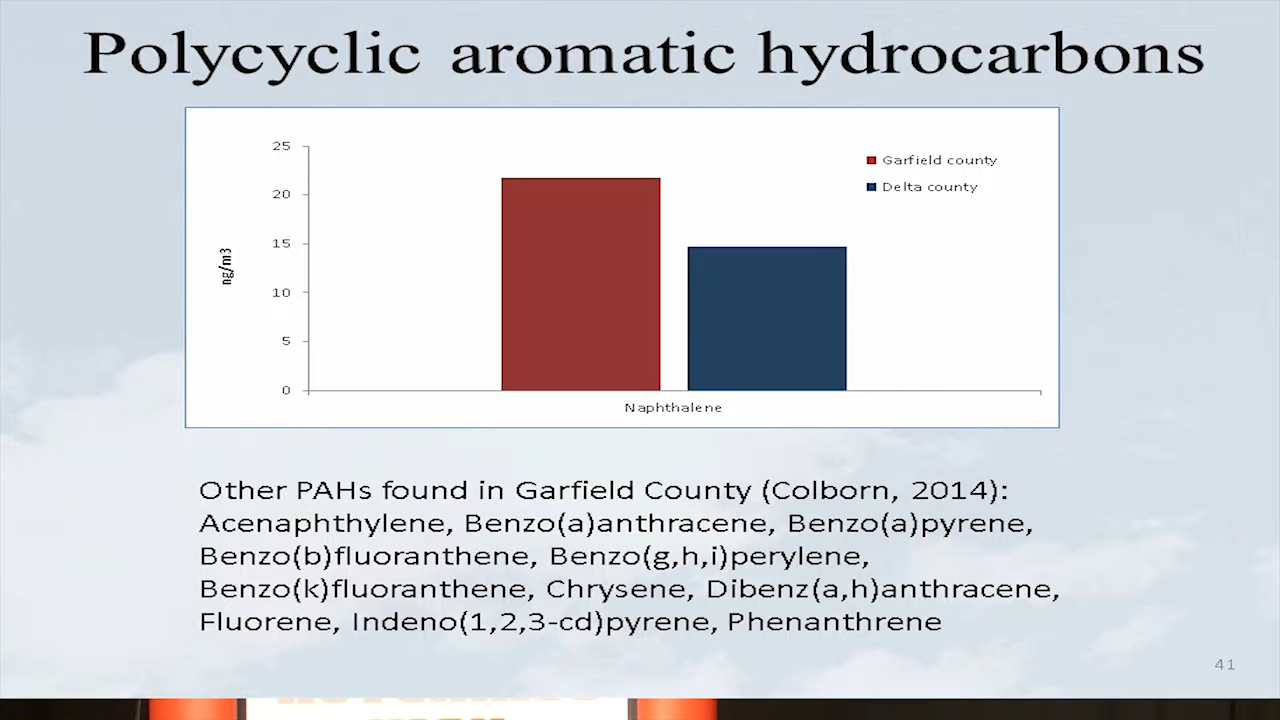 Polycyclic aromatic hydrocarbons
25
20
15
10
5
0
ng/m3
Garfield county
Delta county
Naphthalene
Other PAHs found in Garfield County (Colborn, 2014):
Acenaphthylene, Benzo(a)anthracene, Benzo(a)pyrene,
Benzo(b)fluoranthene, Benzo(g,h,i)perylene,
Benzo(k)fluoranthene, Chrysene, Dibenz(a,h)anthracene,
Fluorene, Indeno(1,2,3-cd)pyrene, Phenanthrene
41